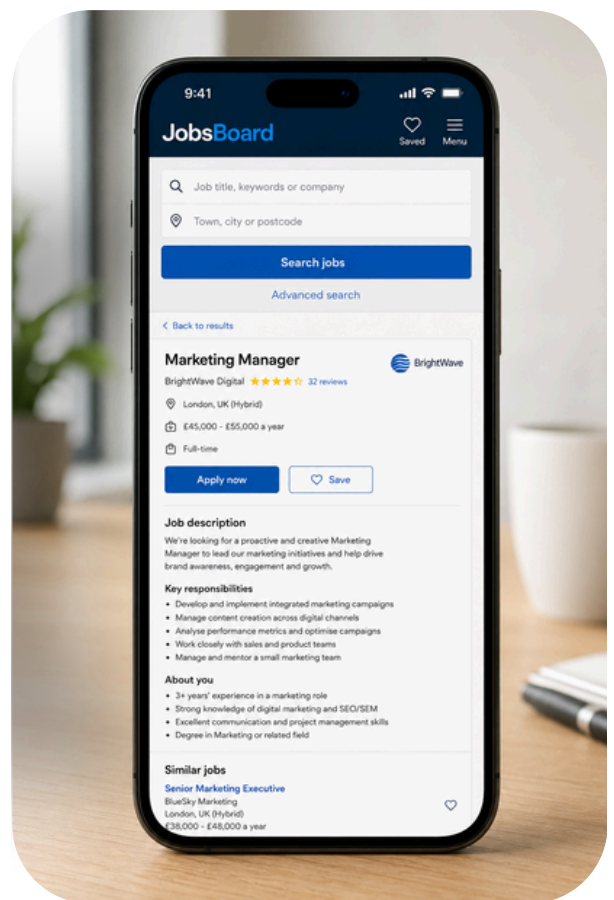 9:41
JobsBoard
Saved
Menu
Job title, keywords or company
Town, city or postcode
Search jobs
Advanced search
Back to results
Marketing Manager
BrightWave
BrightWave Digital
32 reviews
London, UK (Hybrid)
£45,000 - £55,000 a year
Full-time
Apply now
Save
Job description
We're looking for a proactive and creative Marketing
Manager to lead our marketing initiatives and help drive
brand awareness, engagement and growth.
Key responsibilities
• Develop and implement integrated marketing campaigns
• Manage content creation across digital channels
• Analyse performance metrics and optimise campaigns
• Work closely with sales and product teams
• Manage and mentor a small marketing team
About you
• 3+ years' experience in a marketing role
• Strong knowledge of digital marketing and SEO/SEM
• Excellent communication and project management skills
• Degree in Marketing or related field
Similar jobs
Senior Marketing Executive
BlueSky Marketing
London, UK (Hybrid)
£38,000 - £48,000 a year